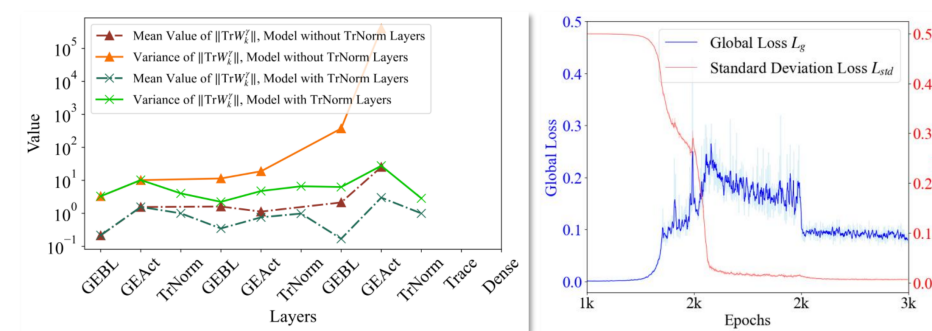 Mean Value of ||TrW_k^γ||, Model without TrNorm Layers
Variance of ||TrW_k^γ||, Model without TrNorm Layers
Mean Value of ||TrW_k^γ||, Model with TrNorm Layers
Variance of ||TrW_k^γ||, Model with TrNorm Layers
Value
10^5
10^4
10^3
10^2
10^1
10^0
10^−1
GEBL
GEAct
TrNorm
GEBL
GEAct
TrNorm
GEBL
GEAct
TrNorm
Trace
Dense
Layers
Global Loss L_g
Standard Deviation Loss L_std
Global Loss
0.5
0.4
0.3
0.2
0.1
0.0
0.5
0.4
0.3
0.2
0.1
0.0
1k
2k
2k
3k
Epochs